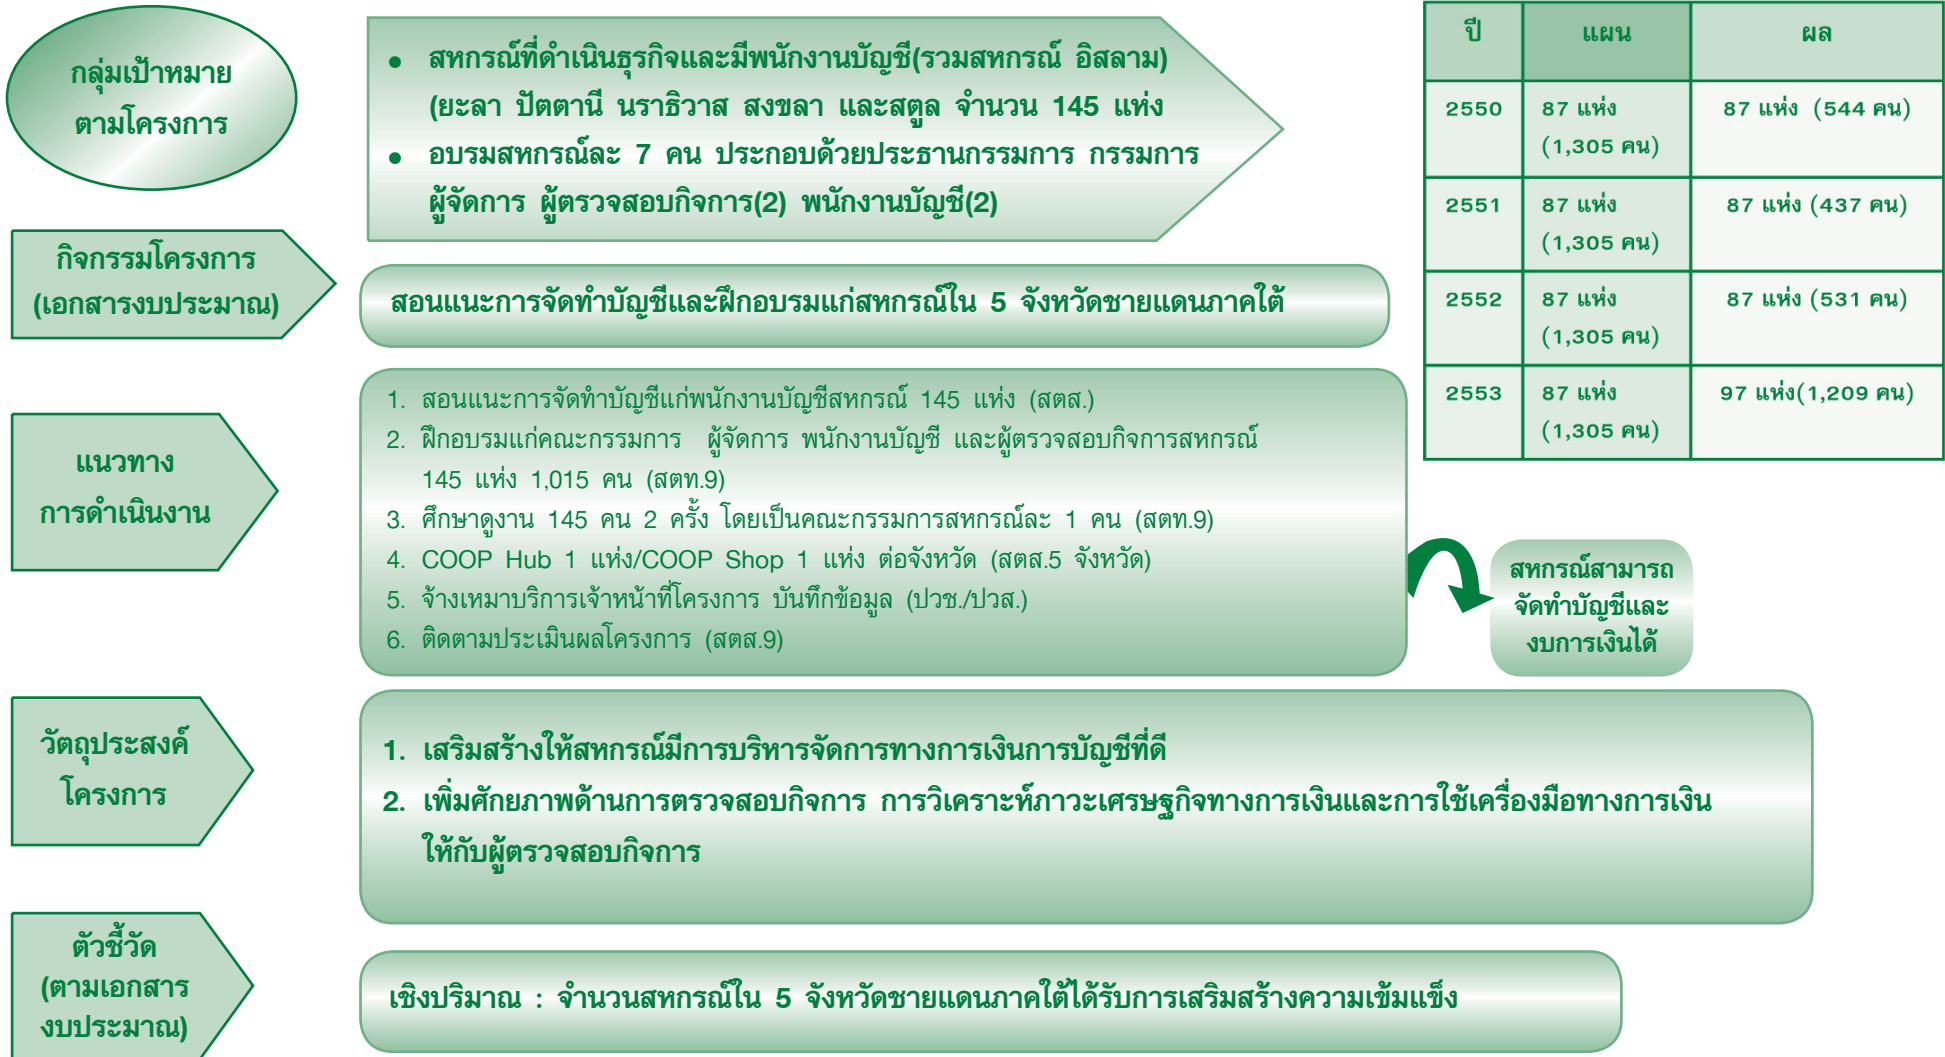 กลุ่มเป้าหมาย
ตามโครงการ
● สหกรณ์ที่ดำเนินธุรกิจและมีพนักงานบัญชี(รวมสหกรณ์ อิสลาม)
(ยะลา ปัตตานี นราธิวาส สงขลา และสตูล จำนวน 145 แห่ง
● อบรมสหกรณ์ละ 7 คน ประกอบด้วยประธานกรรมการ กรรมการ
ผู้จัดการ ผู้ตรวจสอบกิจการ(2) พนักงานบัญชี(2)
ปี แผน ผล
2550 87 แห่ง 87 แห่ง (544 คน)
(1,305 คน)
2551 87 แห่ง 87 แห่ง (437 คน)
(1,305 คน)
2552 87 แห่ง 87 แห่ง (531 คน)
(1,305 คน)
2553 87 แห่ง 97 แห่ง(1,209 คน)
(1,305 คน)
กิจกรรมโครงการ
(เอกสารงบประมาณ)
สอนแนะการจัดทำบัญชีและฝึกอบรมแก่สหกรณ์ใน 5 จังหวัดชายแดนภาคใต้
แนวทาง
การดำเนินงาน
1. สอนแนะการจัดทำบัญชีแก่พนักงานบัญชีสหกรณ์ 145 แห่ง (สตส.)
2. ฝึกอบรมแก่คณะกรรมการ ผู้จัดการ พนักงานบัญชี และผู้ตรวจสอบกิจการสหกรณ์
145 แห่ง 1,015 คน (สตท.9)
3. ศึกษาดูงาน 145 คน 2 ครั้ง โดยเป็นคณะกรรมการสหกรณ์ละ 1 คน (สตท.9)
4. COOP Hub 1 แห่ง/COOP Shop 1 แห่ง ต่อจังหวัด (สตส.5 จังหวัด)
5. จ้างเหมาบริการเจ้าหน้าที่โครงการ บันทึกข้อมูล (ปวช./ปวส.)
6. ติดตามประเมินผลโครงการ (สตส.9)
สหกรณ์สามารถ
จัดทำบัญชีและ
งบการเงินได้
วัตถุประสงค์
โครงการ
1. เสริมสร้างให้สหกรณ์มีการบริหารจัดการทางการเงินการบัญชีที่ดี
2. เพิ่มศักยภาพด้านการตรวจสอบกิจการ การวิเคราะห์ภาวะเศรษฐกิจทางการเงินและการใช้เครื่องมือทางการเงิน
ให้กับผู้ตรวจสอบกิจการ
ตัวชี้วัด
(ตามเอกสาร
งบประมาณ)
เชิงปริมาณ : จำนวนสหกรณ์ใน 5 จังหวัดชายแดนภาคใต้ได้รับการเสริมสร้างความเข้มแข็ง